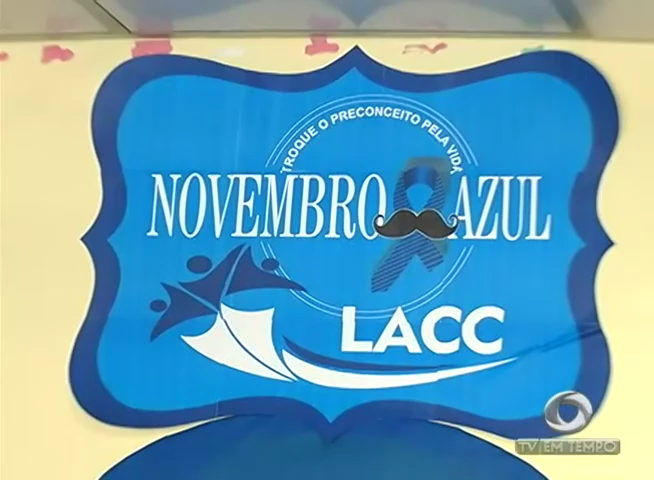 TROQUE O PRECONCEITO PELA VIDA
NOVEMBRO AZUL
LACC
TV EM TEMPO